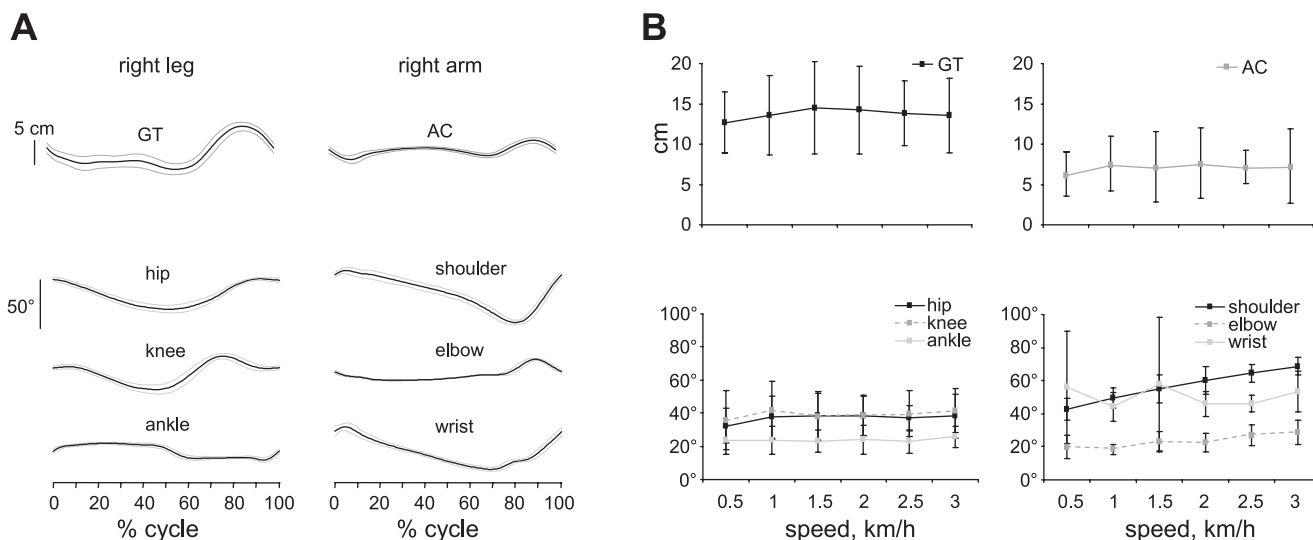 A
right leg
right arm
5 cm
GT
AC
hip
shoulder
50°
knee
elbow
ankle
wrist
0 20 40 60 80 100
0 20 40 60 80 100
% cycle
% cycle
B
20
15
10
5
0
cm
GT
20
15
10
5
0
AC
100°
80°
60°
40°
20°
0°
hip
knee
ankle
0.5 1 1.5 2 2.5 3
speed, km/h
100°
80°
60°
40°
20°
0°
shoulder
elbow
wrist
0.5 1 1.5 2 2.5 3
speed, km/h